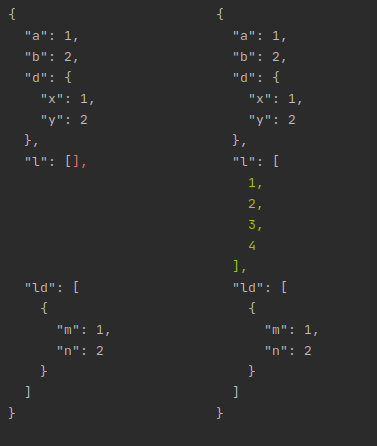 {
  "a": 1,
  "b": 2,
  "d": {
    "x": 1,
    "y": 2
  },
  "l": [],
  "ld": [
    {
      "m": 1,
      "n": 2
    }
  ]
}
{
  "a": 1,
  "b": 2,
  "d": {
    "x": 1,
    "y": 2
  },
  "l": [
    1,
    2,
    3,
    4
  ],
  "ld": [
    {
      "m": 1,
      "n": 2
    }
  ]
}